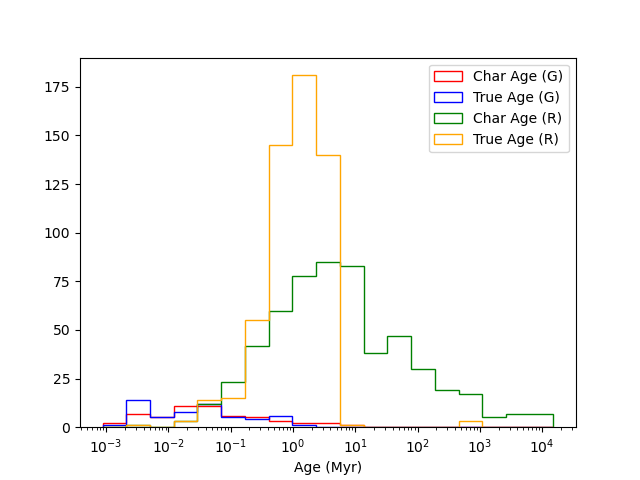 Char Age (G)
True Age (G)
Char Age (R)
True Age (R)
175
150
125
100
75
50
25
0
10⁻³ 10⁻² 10⁻¹ 10⁰ 10¹ 10² 10³ 10⁴
Age (Myr)